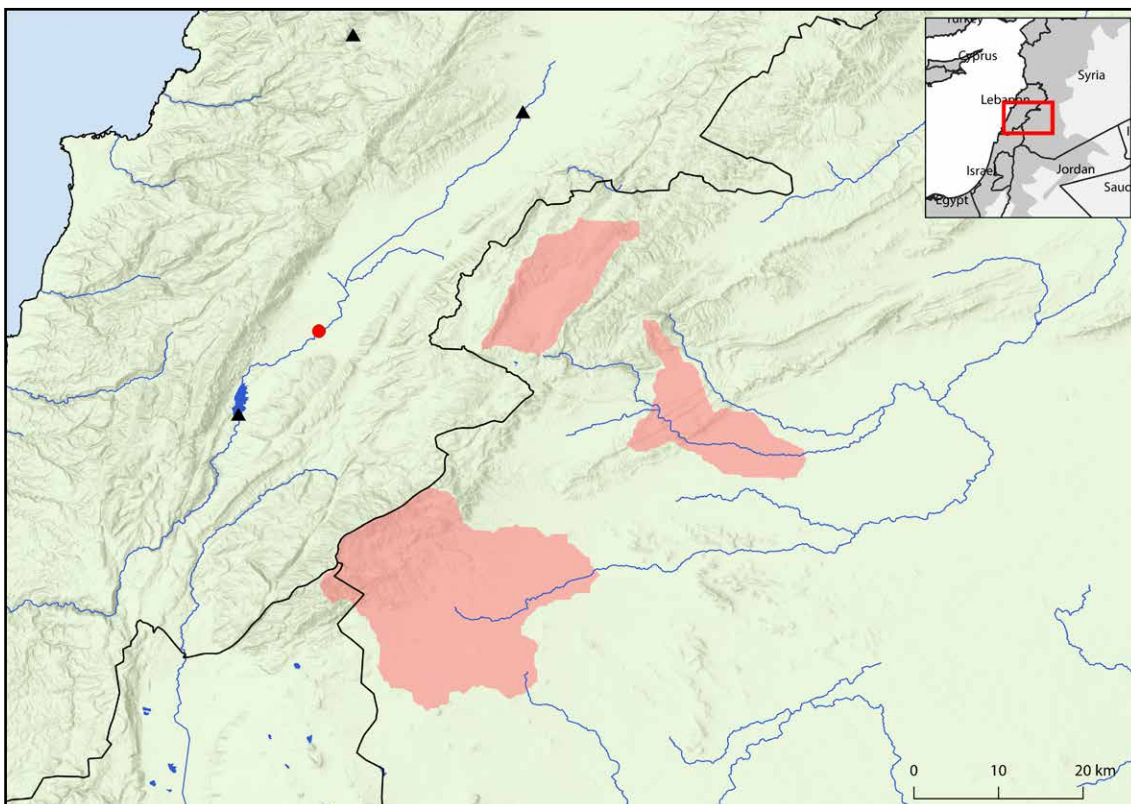 Turkey
Cyprus
Syria
Lebanon
Israel
Jordan
Egypt
Saud
0 10 20 km